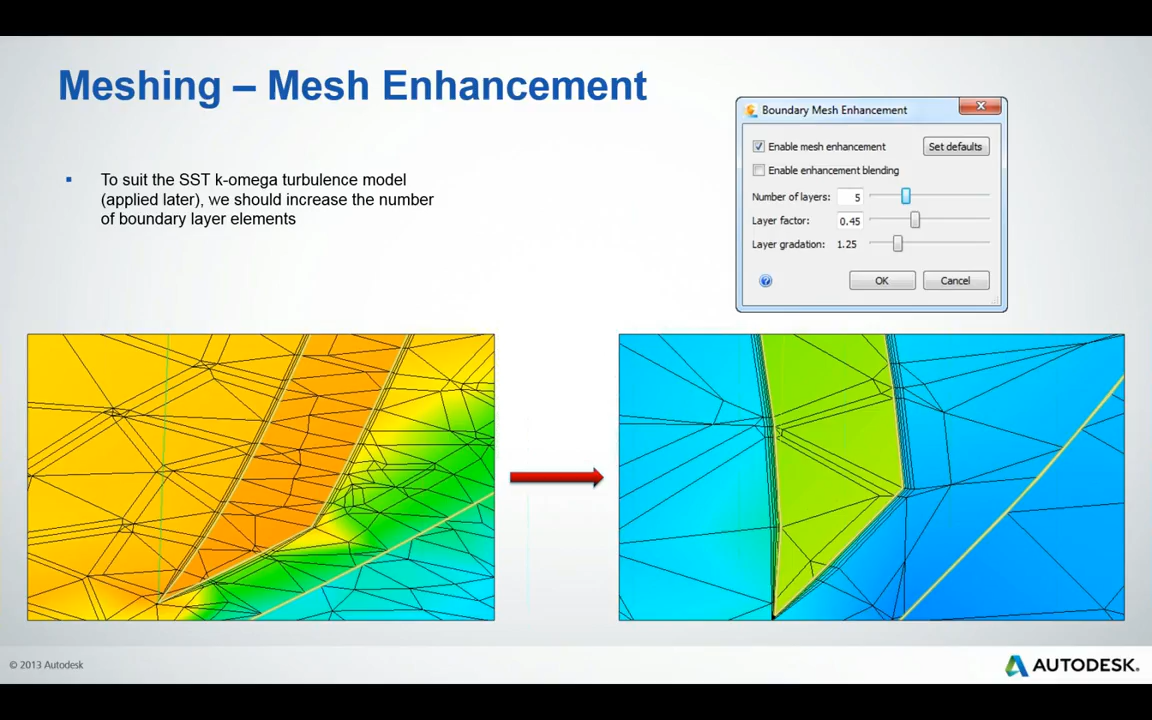 Meshing – Mesh Enhancement
▪ To suit the SST k-omega turbulence model
(applied later), we should increase the number
of boundary layer elements
Boundary Mesh Enhancement
Enable mesh enhancement
Set defaults
Enable enhancement blending
Number of layers: 5
Layer factor: 0.45
Layer gradation: 1.25
OK
Cancel
© 2013 Autodesk
AUTODESK.